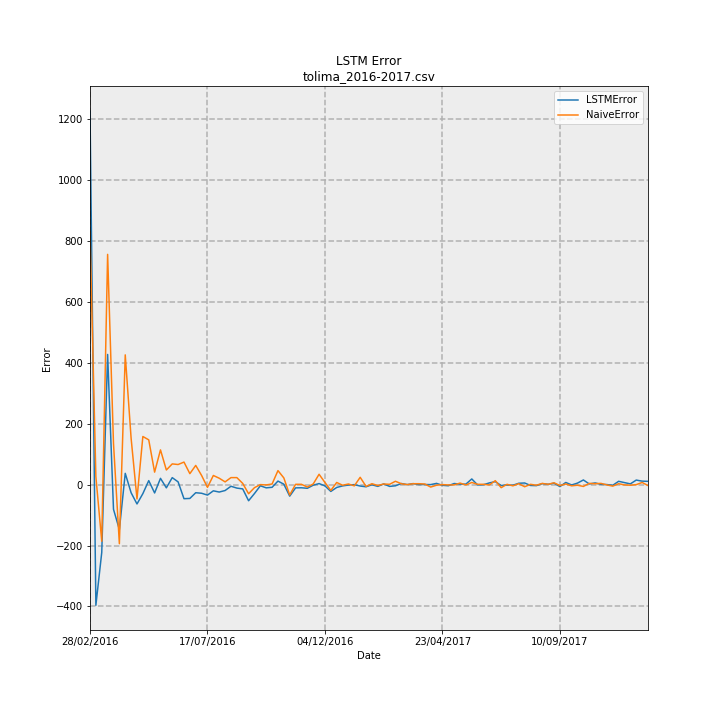 LSTM Error
tolima_2016-2017.csv
LSTMError
NaiveError
1200
1000
800
600
400
200
0
−200
−400
Error
28/02/2016
17/07/2016
04/12/2016
23/04/2017
10/09/2017
Date